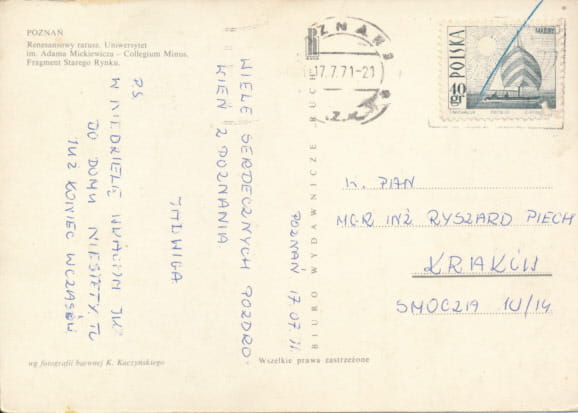 POZNAŃ
Renesansowy ratusz. Uniwersytet
im. Adama Mickiewicza — Collegium Minus.
Fragment Starego Rynku.
POZNAŃ
17.7.71-21
POLSKA
MAZURY
40 gr
POZNAŃ 17.07.71
WIELE SERDECZNYCH POZDRO-
WIEŃ Z POZNANIA
JADWIGA
PS
W NIEDZIELĘ WRACAM JUŻ
DO DOMU NIESTETY TO
JUŻ KONIEC WCZASÓW
W. PAN
MGR INŻ RYSZARD PIECH
KRAKÓW
SMOCZA 10/14
BIURO WYDAWNICZE RUCH
wg fotografii barwnej K. Kaczyńskiego
Wszelkie prawa zastrzeżone